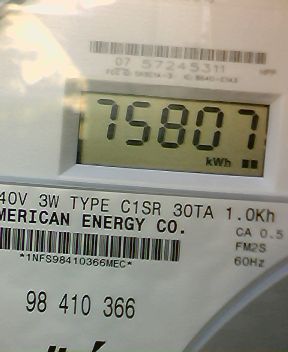 07 57245311
75807
kWh
40V 3W TYPE C1SR 30TA 1.0Kh
MERICAN ENERGY CO.
CA 0.5
*1NFS98410366MEC*
FM2S
60Hz
98 410 366